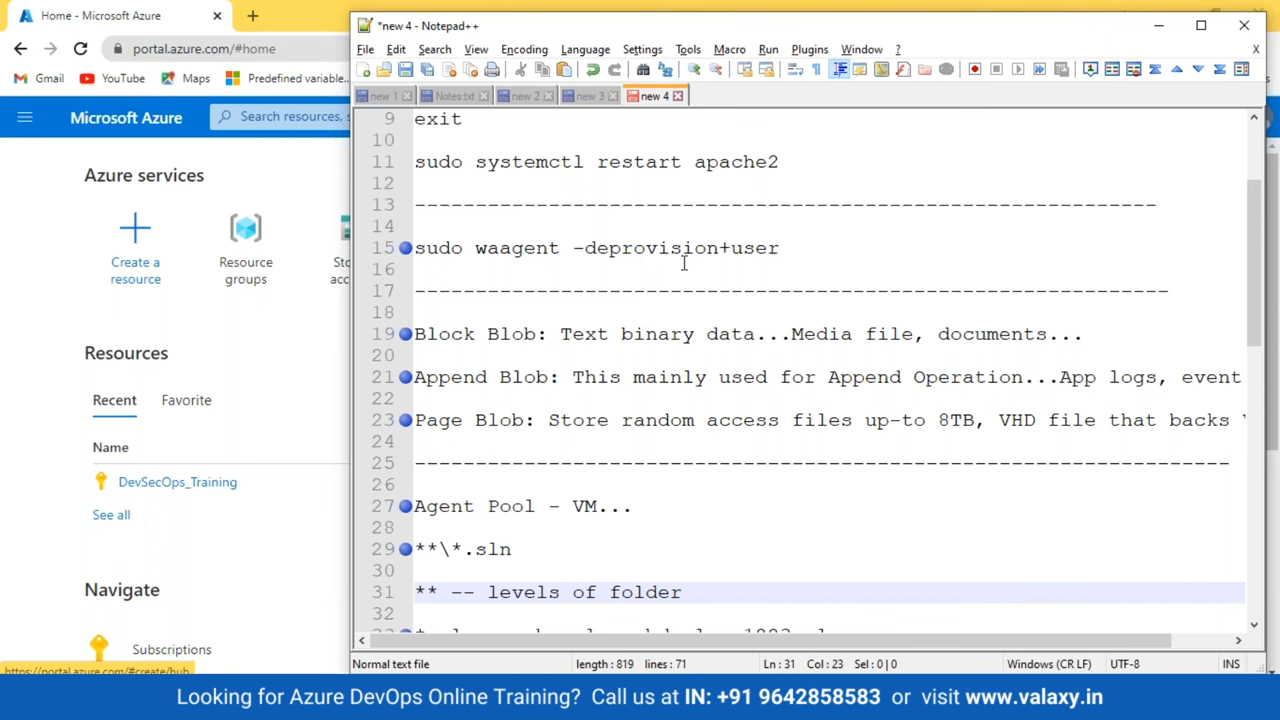 Home - Microsoft Azure
portal.azure.com/#home
Gmail YouTube Maps Predefined variable...
Microsoft Azure
Search resources,
Azure services
Create a resource
Resource groups
Resources
Recent Favorite
Name
DevSecOps_Training
See all
Navigate
Subscriptions
https://portal.azure.com/#create/hub
*new 4 - Notepad++
File Edit Search View Encoding Language Settings Tools Macro Run Plugins Window ?
X
new 1 Notes.txt new 2 new 3 new 4
9 exit
10
11 sudo systemctl restart apache2
12
13 -------------------------------------------------------------
14
15 sudo waagent -deprovision+user
16
17 --------------------------------------------------------------
18
19 Block Blob: Text binary data...Media file, documents...
20
21 Append Blob: This mainly used for Append Operation...App logs, event
22
23 Page Blob: Store random access files up-to 8TB, VHD file that backs
24
25 -------------------------------------------------------------------
26
27 Agent Pool - VM...
28
29 **\*.sln
30
31 ** -- levels of folder
32
Normal text file length : 819 lines : 71 Ln : 31 Col : 23 Sel : 0 | 0 Windows (CR LF) UTF-8 INS
Looking for Azure DevOps Online Training? Call us at IN: +91 9642858583 or visit www.valaxy.in